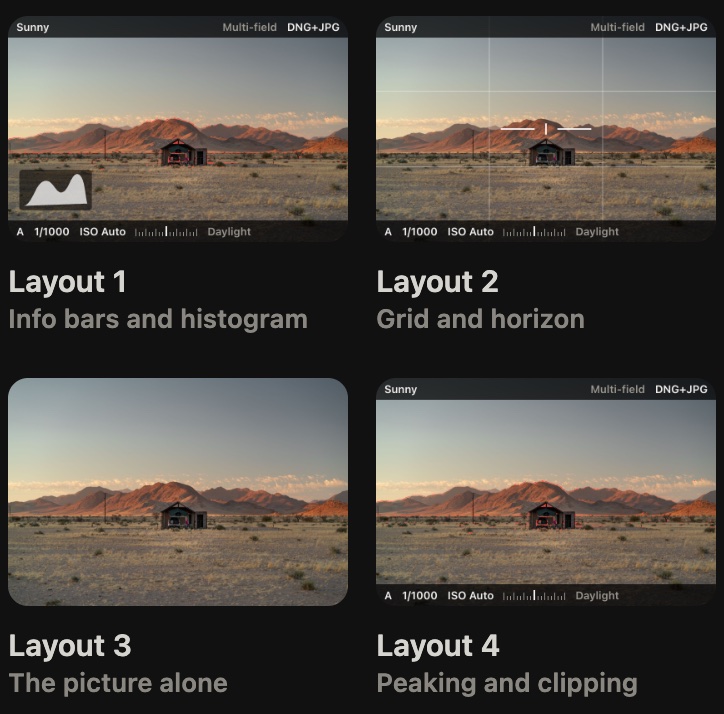 Sunny Multi-field DNG+JPG
A 1/1000 ISO Auto Daylight
Layout 1
Info bars and histogram
Sunny Multi-field DNG+JPG
A 1/1000 ISO Auto Daylight
Layout 2
Grid and horizon
Layout 3
The picture alone
Sunny Multi-field DNG+JPG
A 1/1000 ISO Auto Daylight
Layout 4
Peaking and clipping